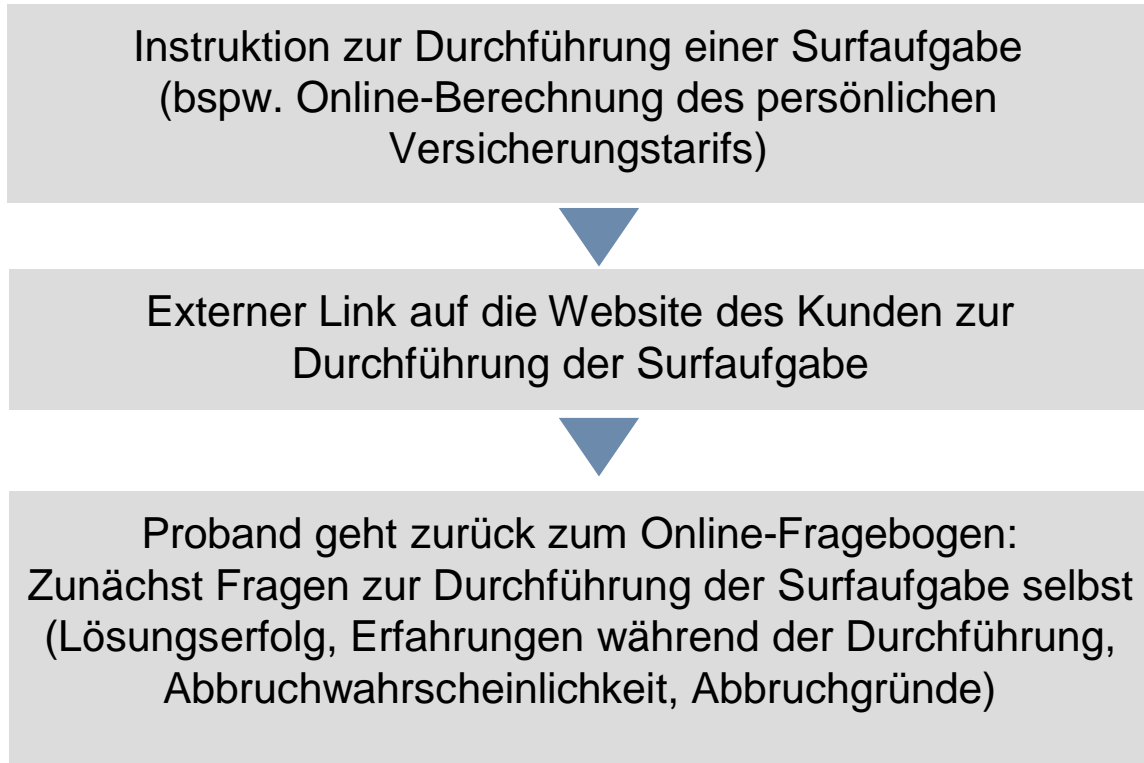 Instruktion zur Durchführung einer Surfaufgabe
(bspw. Online-Berechnung des persönlichen
Versicherungstarifs)
Externer Link auf die Website des Kunden zur
Durchführung der Surfaufgabe
Proband geht zurück zum Online-Fragebogen:
Zunächst Fragen zur Durchführung der Surfaufgabe selbst
(Lösungserfolg, Erfahrungen während der Durchführung,
Abbruchwahrscheinlichkeit, Abbruchgründe)